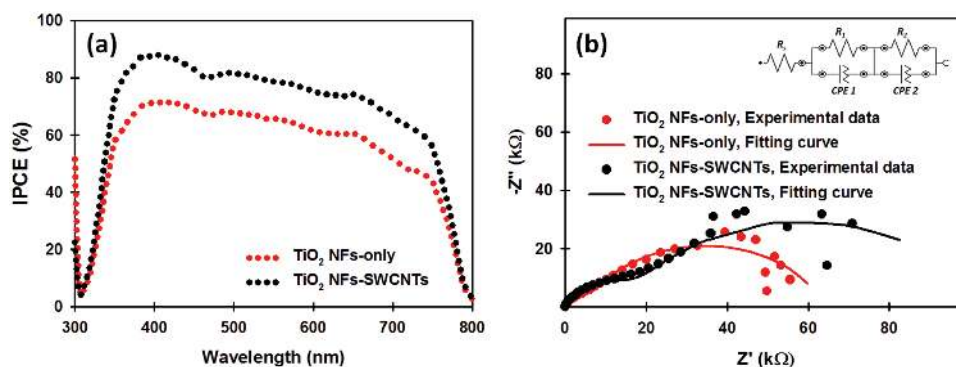 (a)
IPCE (%)
100
80
60
40
20
0
TiO2 NFs-only
TiO2 NFs-SWCNTs
300 400 500 600 700 800
Wavelength (nm)
(b)
Rs R1 R2
CPE 1 CPE 2
-Z" (kΩ)
80
60
40
20
0
TiO2 NFs-only, Experimental data
TiO2 NFs-only, Fitting curve
TiO2 NFs-SWCNTs, Experimental data
TiO2 NFs-SWCNTs, Fitting curve
0 20 40 60 80
Z' (kΩ)